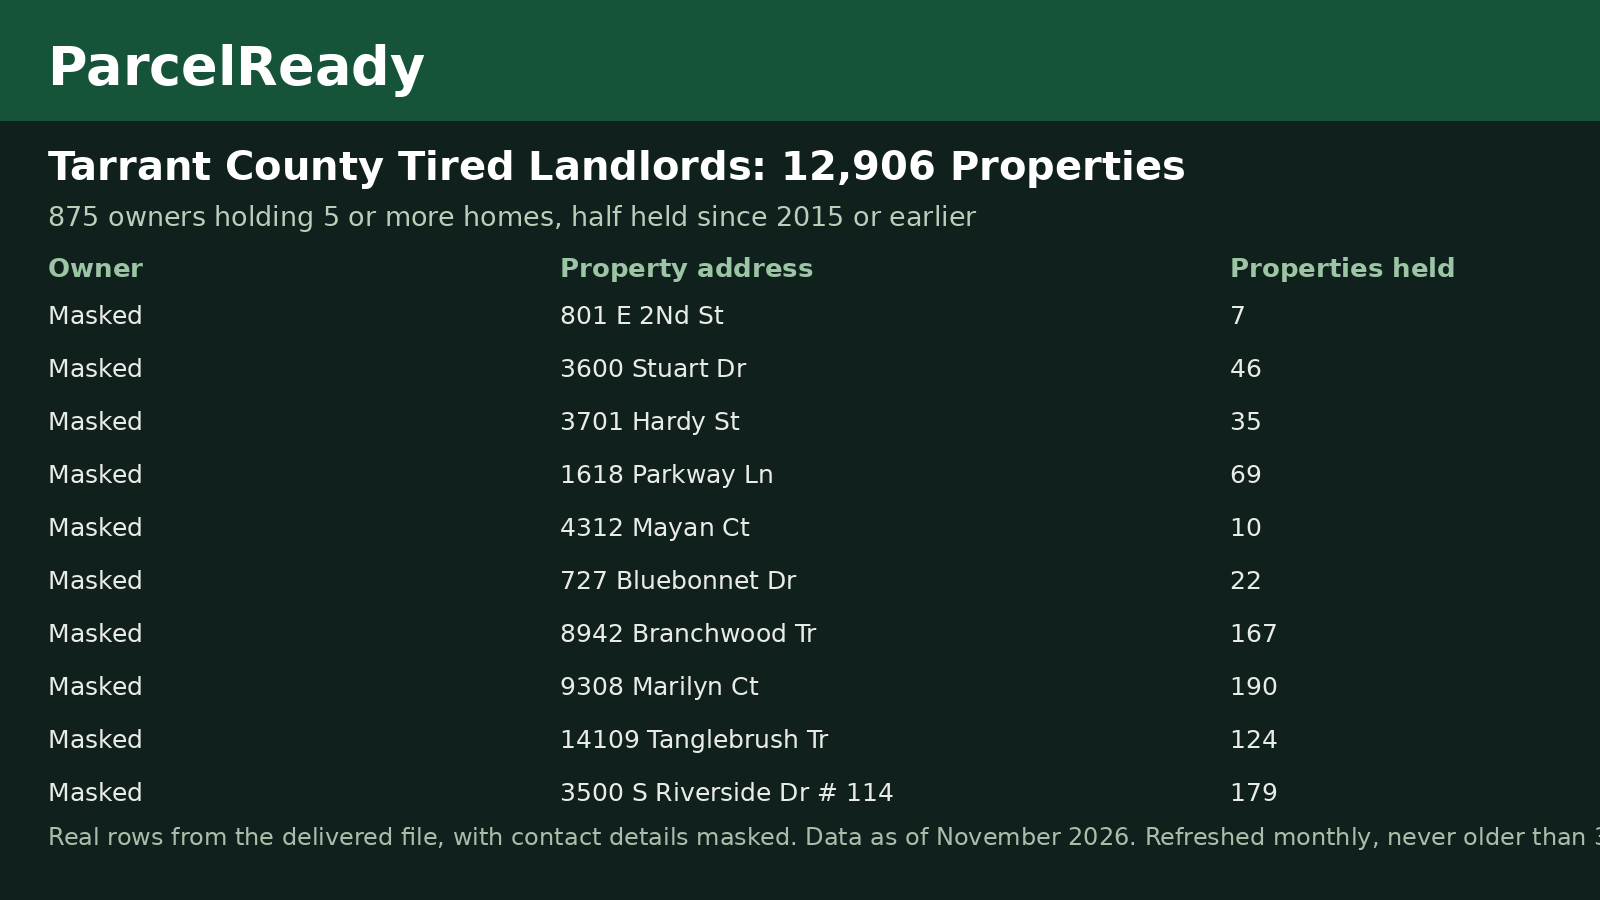 ParcelReady
Tarrant County Tired Landlords: 12,906 Properties
875 owners holding 5 or more homes, half held since 2015 or earlier
Owner Property address Properties held
Masked 801 E 2Nd St 7
Masked 3600 Stuart Dr 46
Masked 3701 Hardy St 35
Masked 1618 Parkway Ln 69
Masked 4312 Mayan Ct 10
Masked 727 Bluebonnet Dr 22
Masked 8942 Branchwood Tr 167
Masked 9308 Marilyn Ct 190
Masked 14109 Tanglebrush Tr 124
Masked 3500 S Riverside Dr # 114 179
Real rows from the delivered file, with contact details masked. Data as of November 2026. Refreshed monthly, never older than